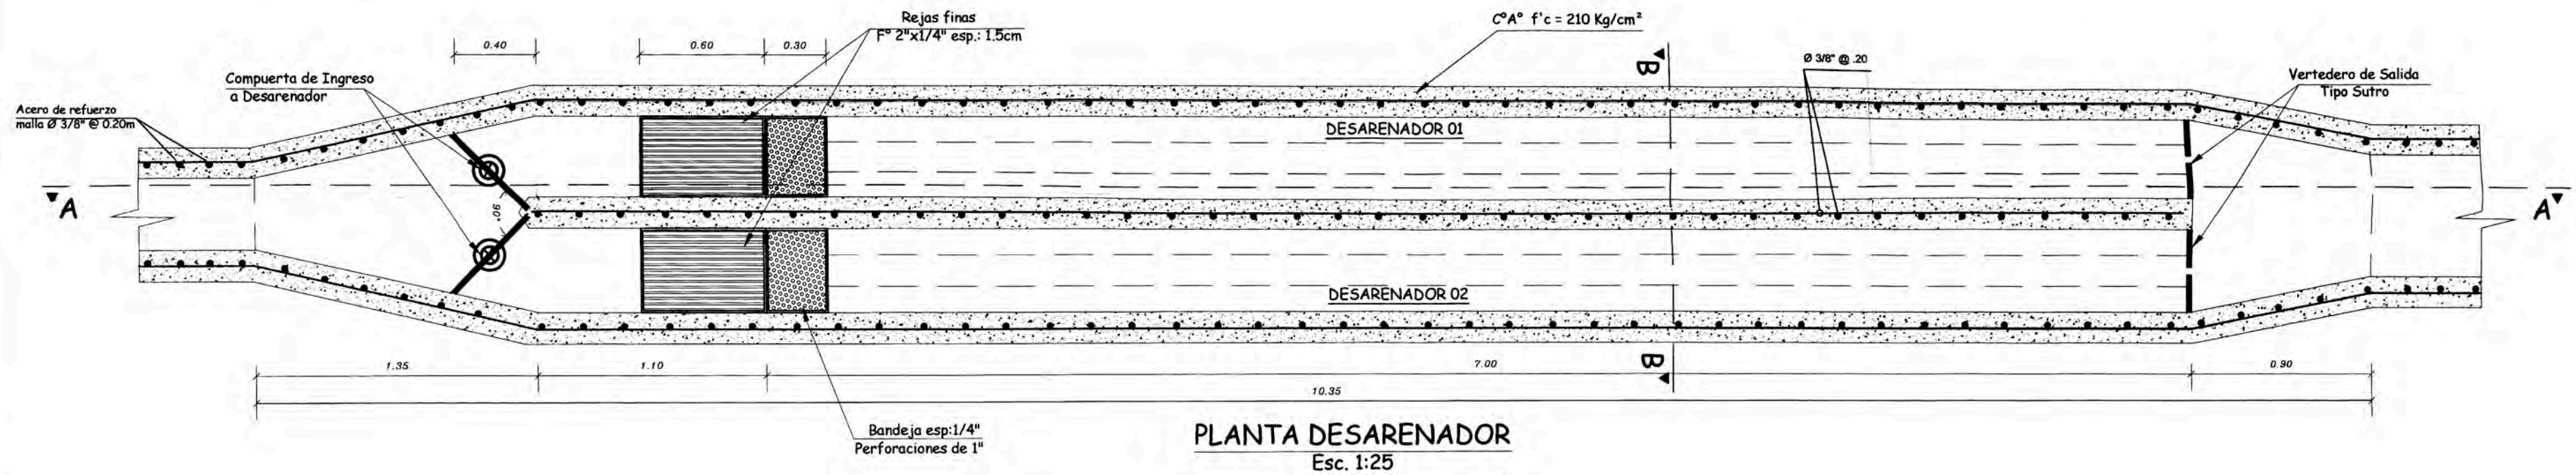 Rejas finas
F° 2"x1/4" esp.: 1.5cm
C°A° f'c = 210 Kg/cm²
0.40
0.60
0.30
B
Ø 3/8" @ .20
Compuerta de Ingreso
a Desarenador
Vertedero de Salida
Tipo Sutro
Acero de refuerzo
malla Ø 3/8" @ 0.20m
DESARENADOR 01
A
A
90°
DESARENADOR 02
B
1.35
1.10
7.00
0.90
10.35
Bandeja esp:1/4"
Perforaciones de 1"
PLANTA DESARENADOR
Esc. 1:25